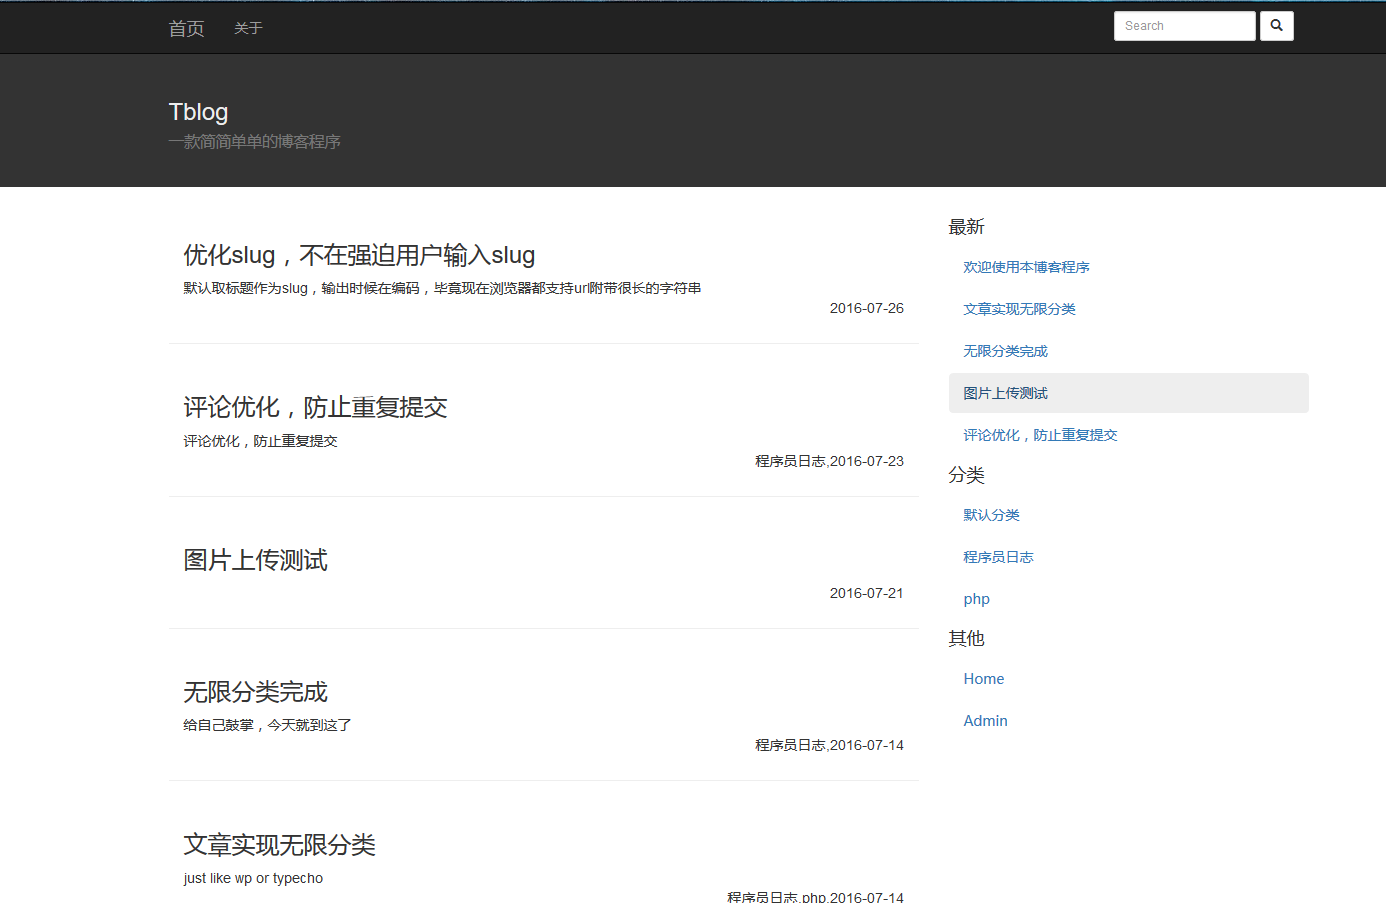 首页 关于 Search
Tblog
一款简简单单的博客程序
优化slug，不在强迫用户输入slug
默认取标题作为slug，输出时候在编码，毕竟现在浏览器都支持url附带很长的字符串
2016-07-26
评论优化，防止重复提交
评论优化，防止重复提交
程序员日志,2016-07-23
图片上传测试
2016-07-21
无限分类完成
给自己鼓掌，今天就到这了
程序员日志,2016-07-14
文章实现无限分类
just like wp or typecho
程序员日志,php,2016-07-14
最新
欢迎使用本博客程序
文章实现无限分类
无限分类完成
图片上传测试
评论优化，防止重复提交
分类
默认分类
程序员日志
php
其他
Home
Admin